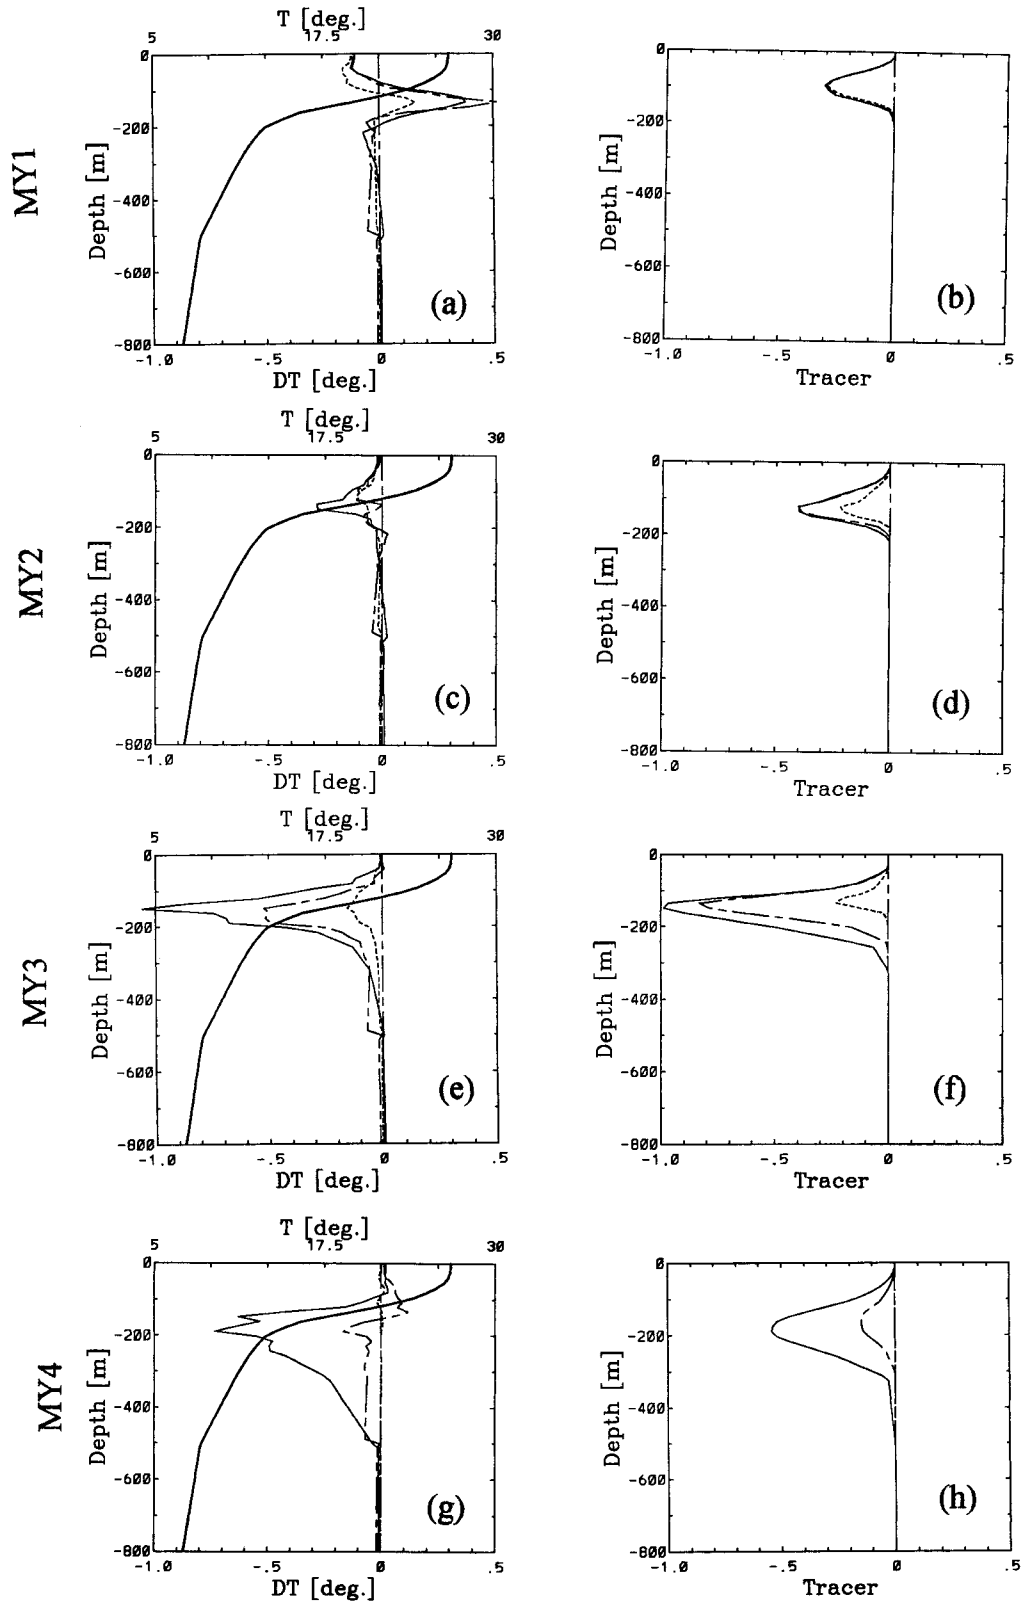 T [deg.]
5 17.5 30
0
-200
-400
-600
-800
Depth [m]
MY1
(a)
-1.0 -.5 0 .5
DT [deg.]
0
-200
-400
-600
-800
Depth [m]
(b)
-1.0 -.5 0 .5
Tracer
T [deg.]
5 17.5 30
0
-200
-400
-600
-800
Depth [m]
MY2
(c)
-1.0 -.5 0 .5
DT [deg.]
0
-200
-400
-600
-800
Depth [m]
(d)
-1.0 -.5 0 .5
Tracer
T [deg.]
5 17.5 30
0
-200
-400
-600
-800
Depth [m]
MY3
(e)
-1.0 -.5 0 .5
DT [deg.]
0
-200
-400
-600
-800
Depth [m]
(f)
-1.0 -.5 0 .5
Tracer
T [deg.]
5 17.5 30
0
-200
-400
-600
-800
Depth [m]
MY4
(g)
-1.0 -.5 0 .5
DT [deg.]
0
-200
-400
-600
-800
Depth [m]
(h)
-1.0 -.5 0 .5
Tracer